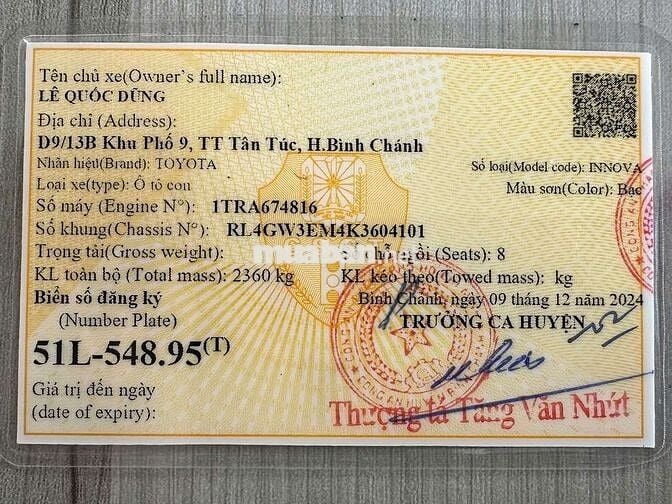 Tên chủ xe(Owner's full name):
LÊ QUỐC DŨNG
Địa chỉ (Address):
D9/13B Khu Phố 9, TT Tân Túc, H.Bình Chánh
Nhãn hiệu(Brand): TOYOTA Số loại(Model code): INNOVA
Loại xe(type): Ô tô con Màu sơn(Color): Bạc
Số máy (Engine Nº): 1TRA674816
Số khung(Chassis Nº): RL4GW3EM4K3604101
Trọng tải(Gross weight): Số chỗ ngồi (Seats): 8
KL toàn bộ (Total mass): 2360 kg KL kéo theo(Towed mass): kg
Biển số đăng ký Bình Chánh, ngày 09 tháng 12 năm 2024
(Number Plate) TRƯỞNG CA HUYỆN
51L-548.95(T)
Giá trị đến ngày
(date of expiry):
Thượng tá Tăng Văn Nhứt